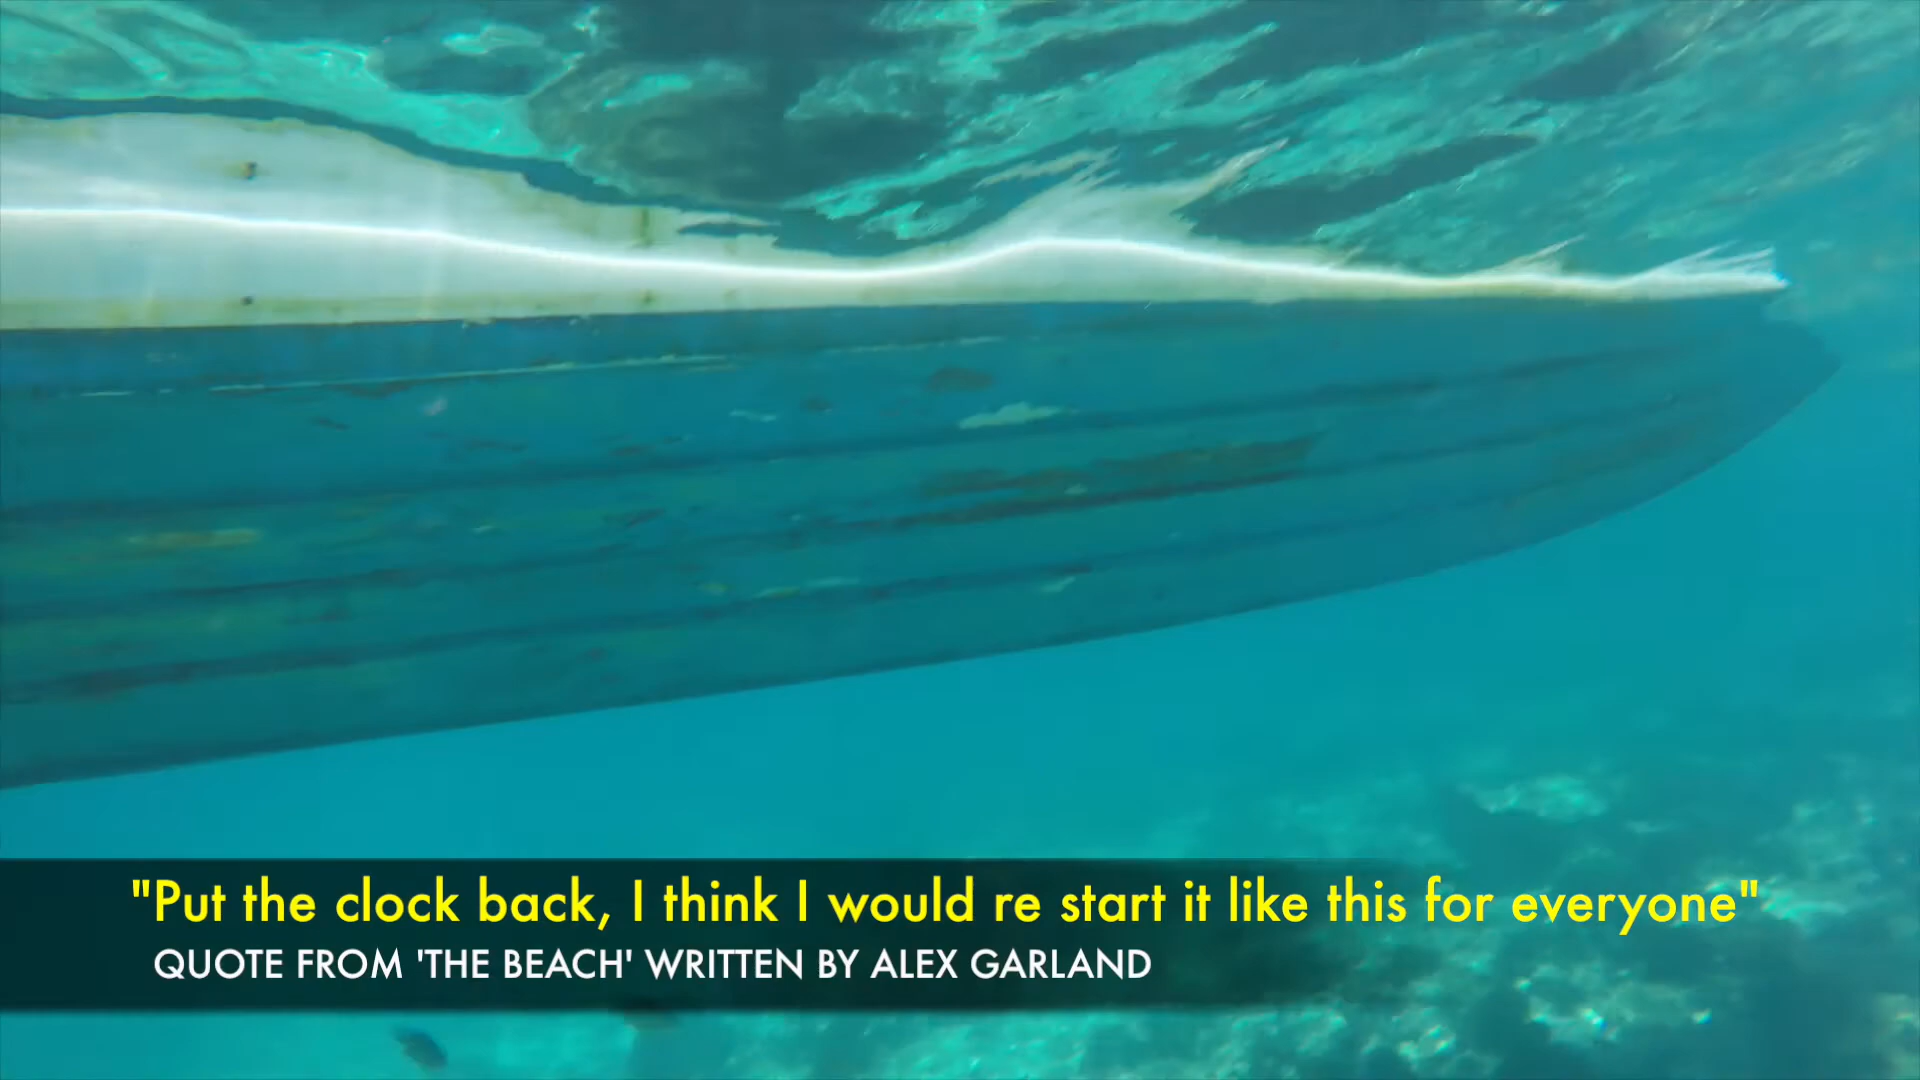 "Put the clock back, I think I would re start it like this for everyone"
QUOTE FROM 'THE BEACH' WRITTEN BY ALEX GARLAND